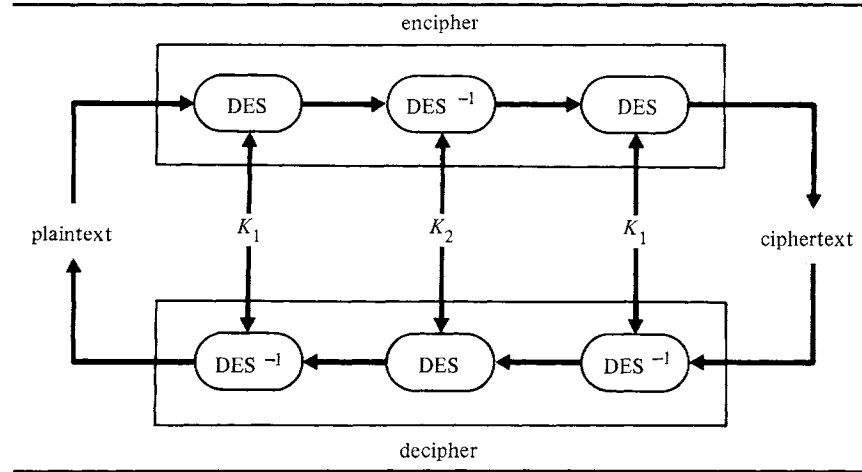 encipher
DES DES ⁻¹ DES
plaintext K₁ K₂ K₁ ciphertext
DES ⁻¹ DES DES ⁻¹
decipher